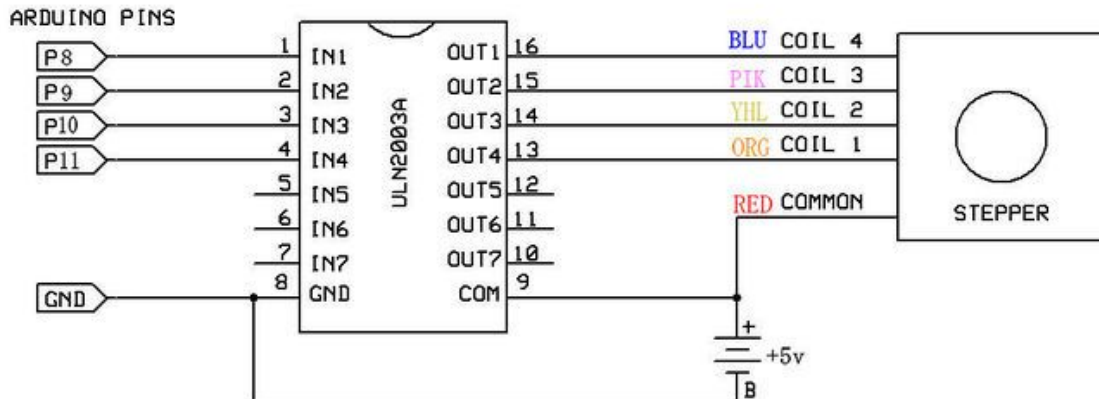 ARDUINO PINS
P8 1 IN1 OUT1 16 BLU COIL 4
P9 2 IN2 OUT2 15 PIK COIL 3
P10 3 IN3 OUT3 14 YHL COIL 2
P11 4 IN4 OUT4 13 ORG COIL 1
5 IN5 OUT5 12
6 IN6 OUT6 11
7 IN7 OUT7 10
GND 8 GND COM 9
ULN2003A
RED COMMON
STEPPER
+
+5v
B